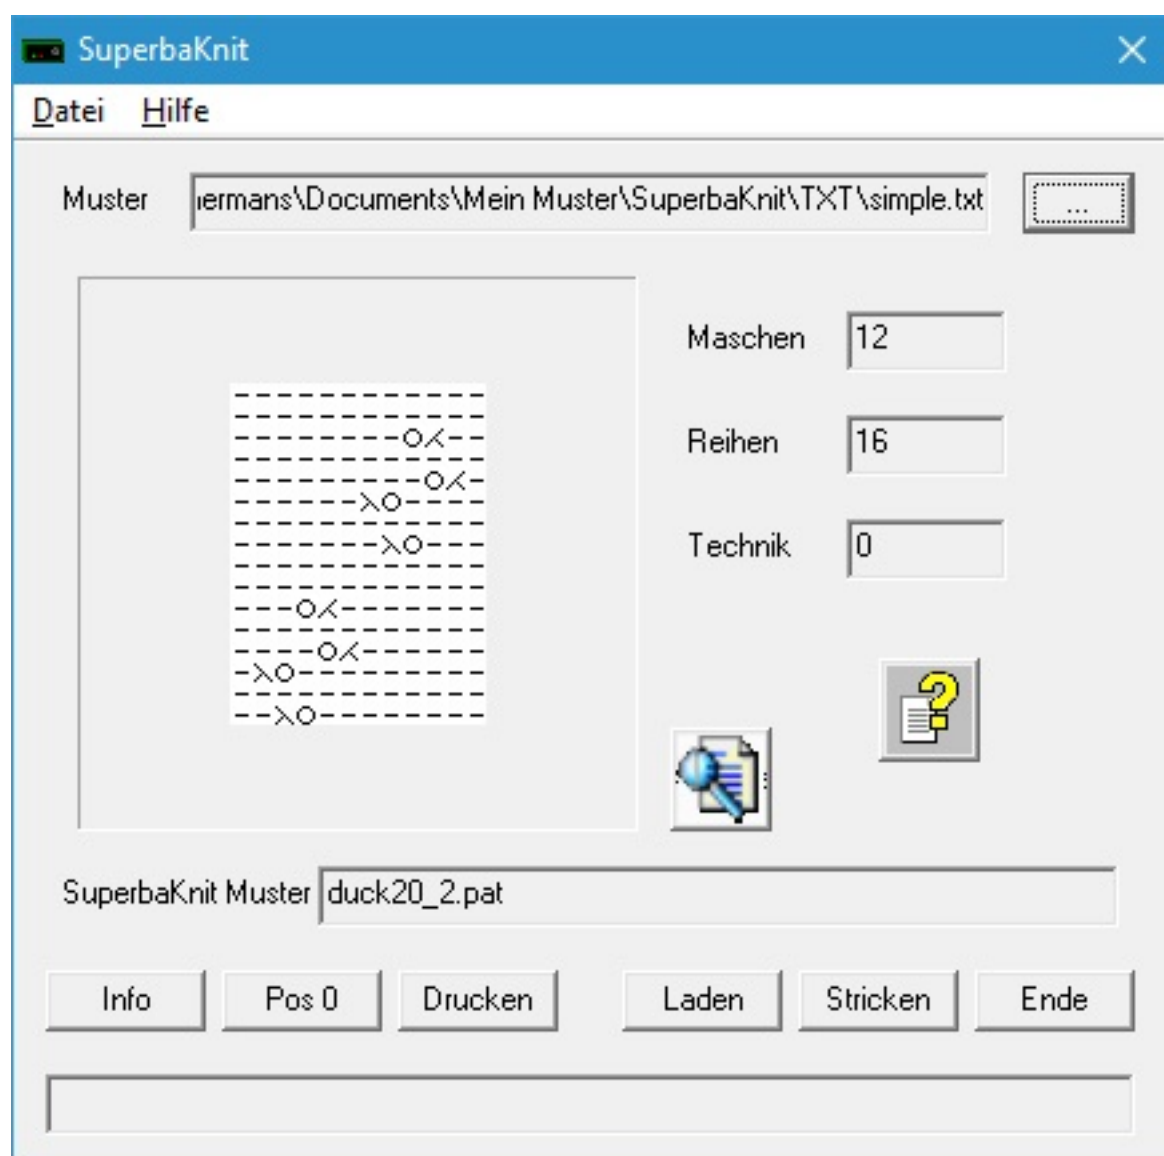 SuperbaKnit
Datei Hilfe
Muster ermans\Documents\Mein Muster\SuperbaKnit\TXT\simple.txt ...
Maschen 12
Reihen 16
Technik 0
------------
------------
--------O⋌--
------------
---------O⋌-
------⋋O----
------------
-------⋋O---
------------
------------
---O⋌-------
------------
----O⋌------
-⋋O---------
------------
--⋋O--------
SuperbaKnit Muster duck20_2.pat
Info Pos 0 Drucken Laden Stricken Ende